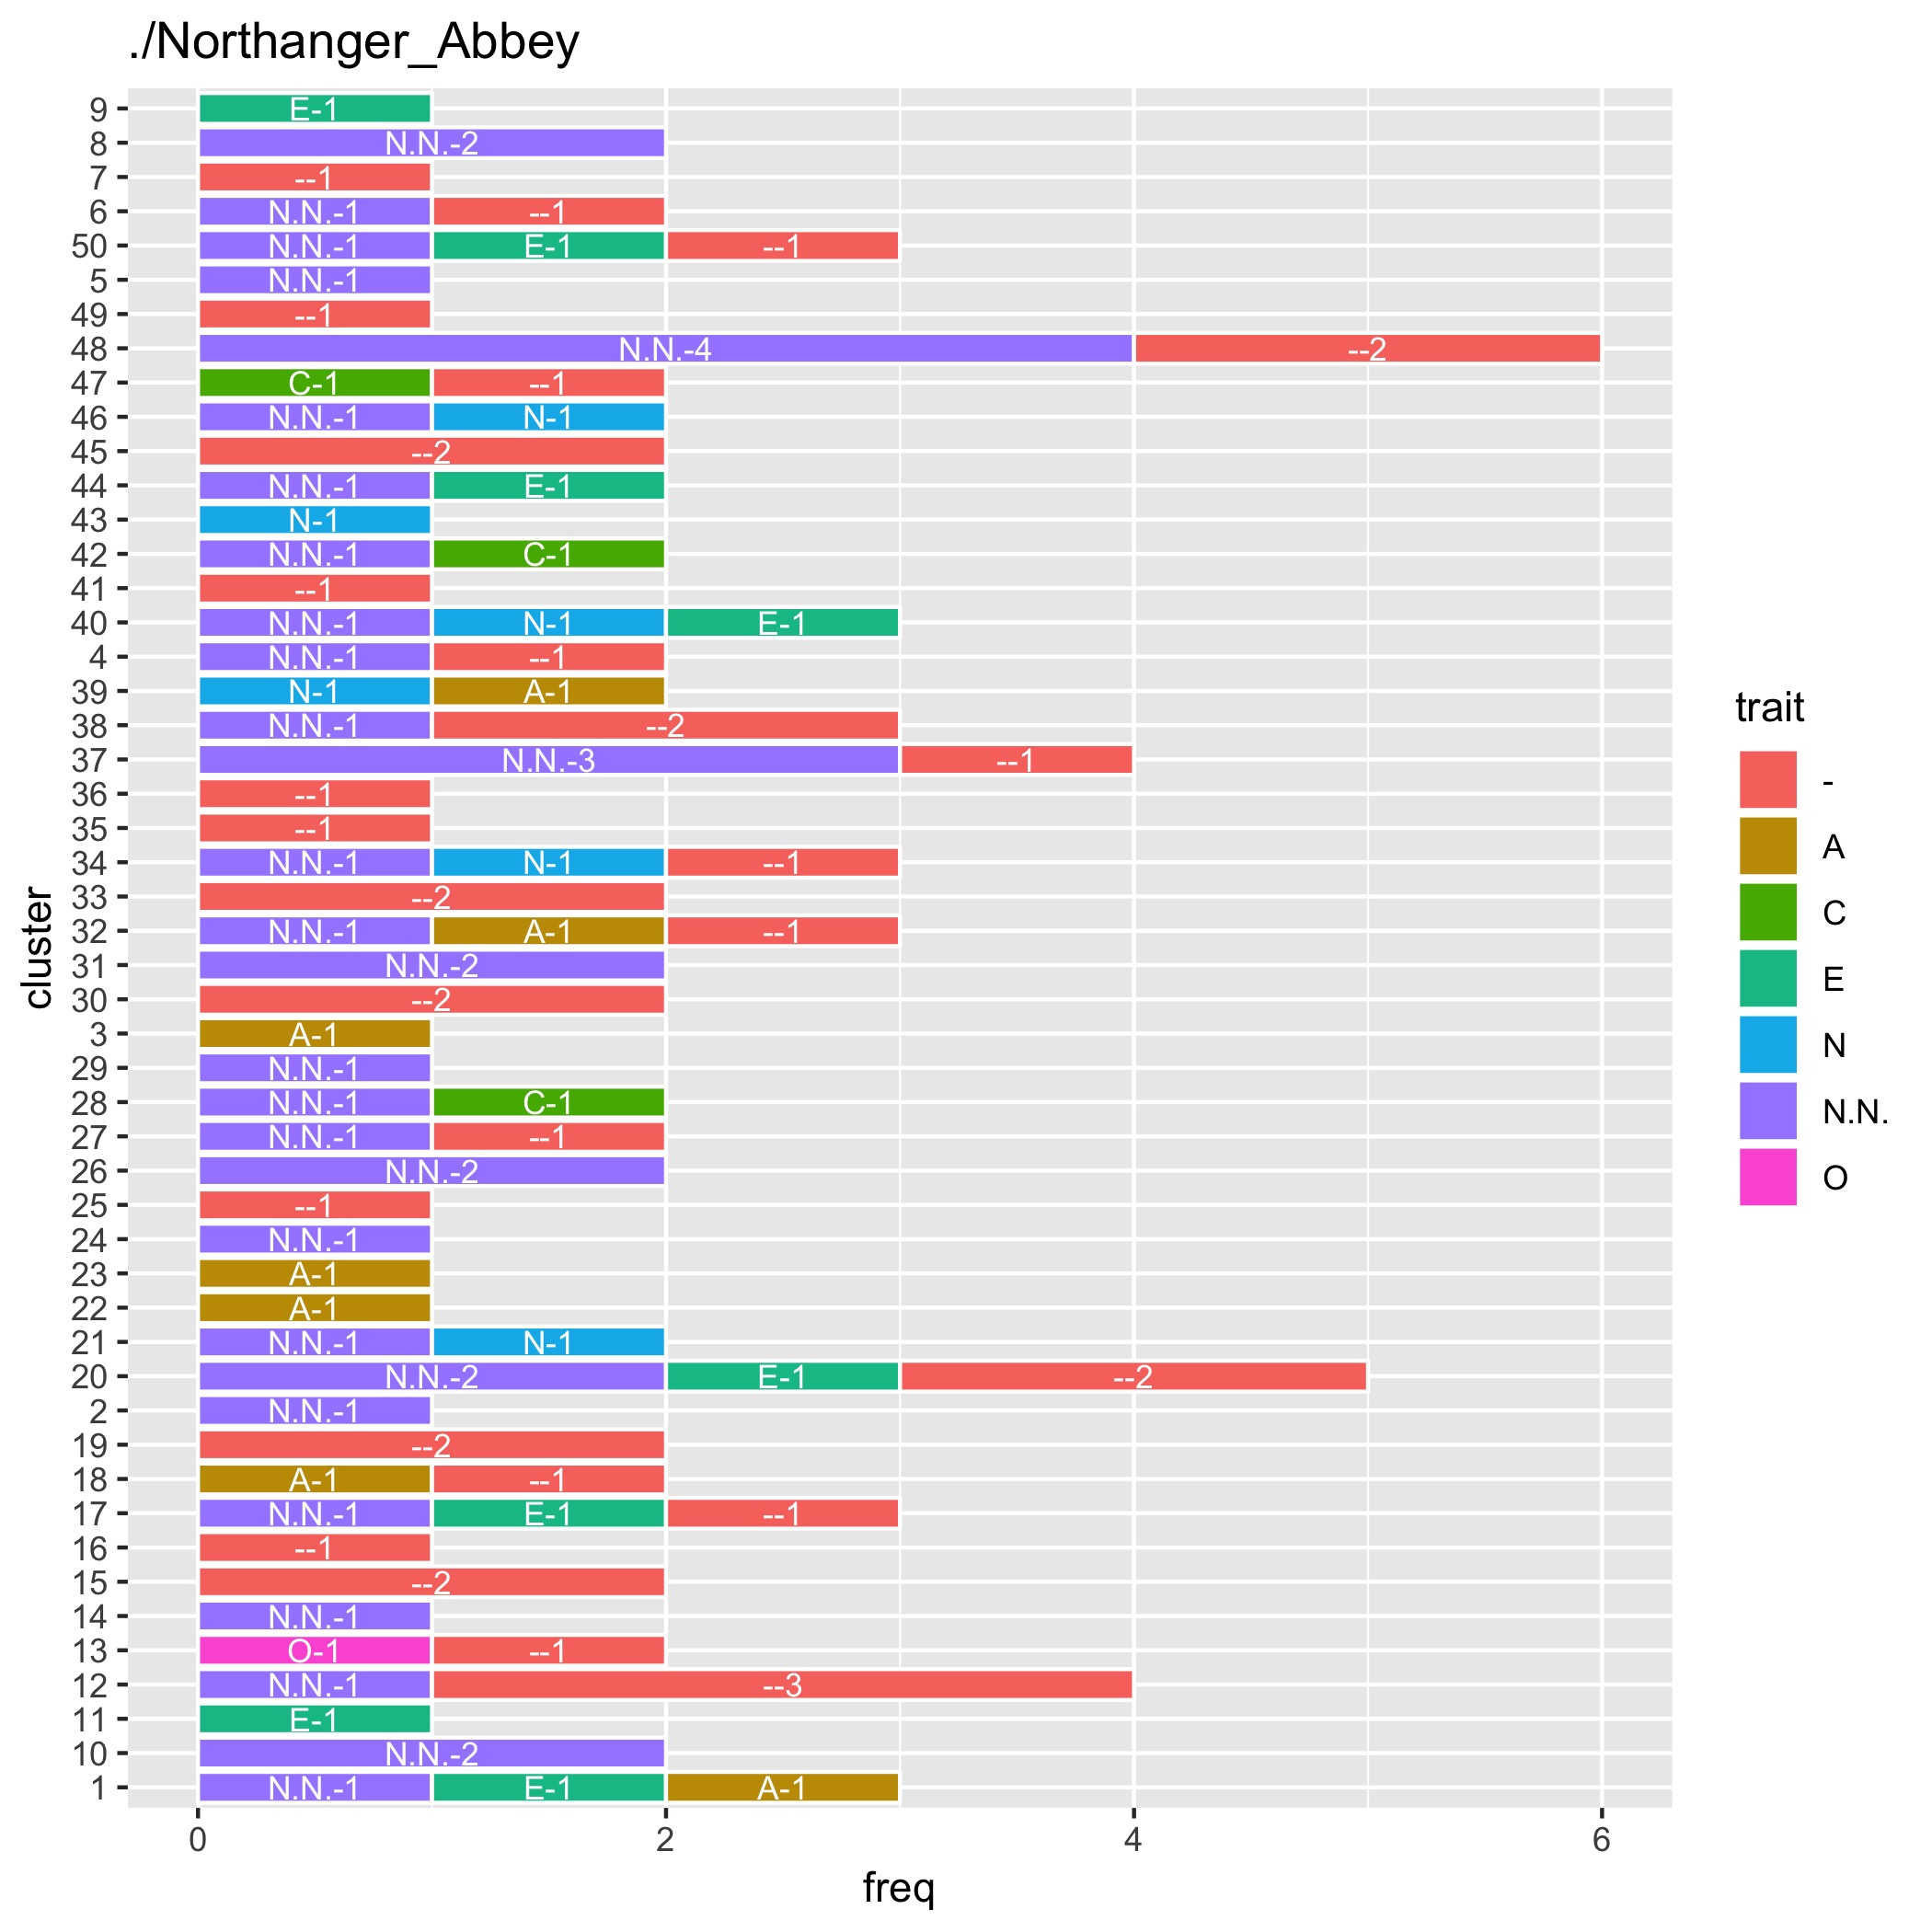 ./Northanger_Abbey
9 E-1
8 N.N.-2
7 --1
6 N.N.-1 --1
50 N.N.-1 E-1 --1
5 N.N.-1
49 --1
48 N.N.-4 --2
47 C-1 --1
46 N.N.-1 N-1
45 --2
44 N.N.-1 E-1
43 N-1
42 N.N.-1 C-1
41 --1
40 N.N.-1 N-1 E-1
4 N.N.-1 --1
39 N-1 A-1
38 N.N.-1 --2
37 N.N.-3 --1
36 --1
35 --1
34 N.N.-1 N-1 --1
33 --2
32 N.N.-1 A-1 --1
31 N.N.-2
30 --2
3 A-1
29 N.N.-1
28 N.N.-1 C-1
27 N.N.-1 --1
26 N.N.-2
25 --1
24 N.N.-1
23 A-1
22 A-1
21 N.N.-1 N-1
20 N.N.-2 E-1 --2
2 N.N.-1
19 --2
18 A-1 --1
17 N.N.-1 E-1 --1
16 --1
15 --2
14 N.N.-1
13 O-1 --1
12 N.N.-1 --3
11 E-1
10 N.N.-2
1 N.N.-1 E-1 A-1
0 2 4 6
freq
cluster
trait
-
A
C
E
N
N.N.
O